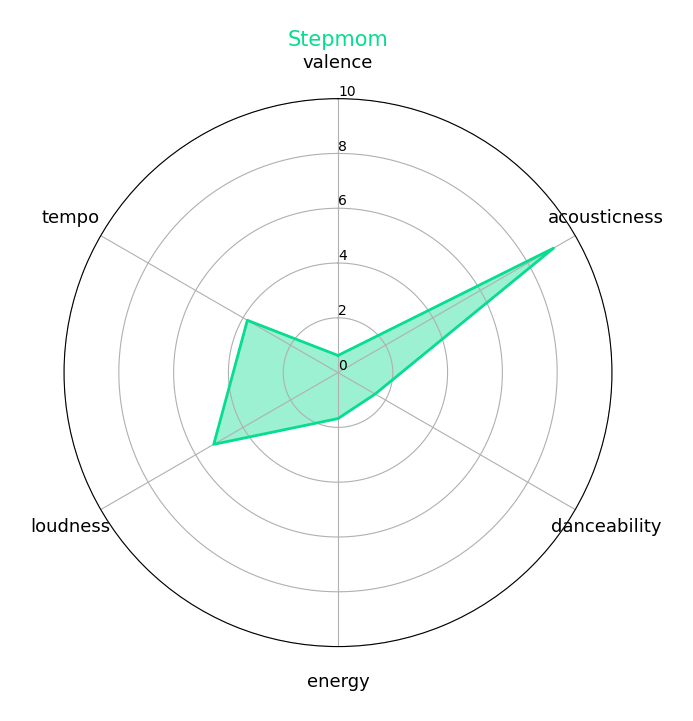 Stepmom
valence
10
8
6
4
2
0
tempo
acousticness
loudness
danceability
energy